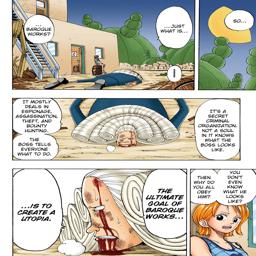 SO...
...JUST
WHAT IS...
...
BAROQUE
WORKS?
IT'S A
SECRET
CRIMINAL
ORGANIZATION.
NOT A SOUL
IN IT KNOWS
WHAT THE
BOSS LOOKS
LIKE.
IT MOSTLY
DEALS IN
ESPIONAGE,
ASSASSINATION,
THEFT, AND
BOUNTY
HUNTING.
THE
BOSS TELLS
EVERYONE
WHAT TO DO.
YOU
DON'T
EVEN
KNOW
WHAT HE
LOOKS
LIKE?
THEN
WHY DO
YOU ALL
OBEY
HIM?
THE
ULTIMATE
GOAL OF
BAROQUE
WORKS...
...IS TO
CREATE A
UTOPIA.